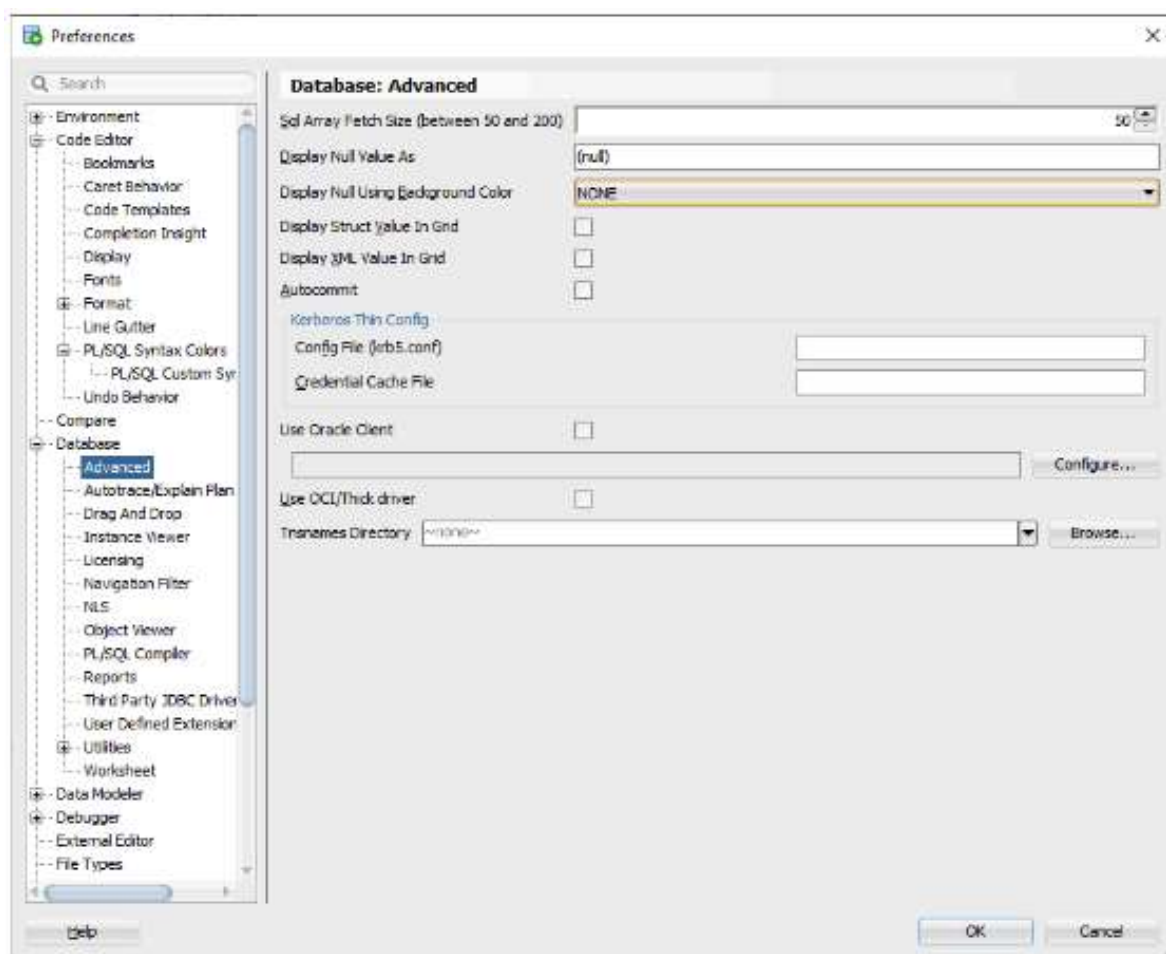 Preferences
Search
Environment
Code Editor
Bookmarks
Caret Behavior
Code Templates
Completion Insight
Display
Fonts
Format
Line Gutter
PL/SQL Syntax Colors
PL/SQL Custom Syr
Undo Behavior
Compare
Database
Advanced
Autotrace/Explain Plan
Drag And Drop
Instance Viewer
Licensing
Navigation Filter
NLS
Object Viewer
PL/SQL Compiler
Reports
Third Party JDBC Driver
User Defined Extension
Utilities
Worksheet
Data Modeler
Debugger
External Editor
File Types
Database: Advanced
Sql Array Fetch Size (between 50 and 200) 50
Display Null Value As (null)
Display Null Using Background Color NONE
Display Struct Value In Grid
Display XML Value In Grid
Autocommit
Kerberos Thin Config
Config File (krb5.conf)
Credential Cache File
Use Oracle Client
Configure...
Use OCI/Thick driver
Tnsnames Directory ~none~ Browse...
Help OK Cancel